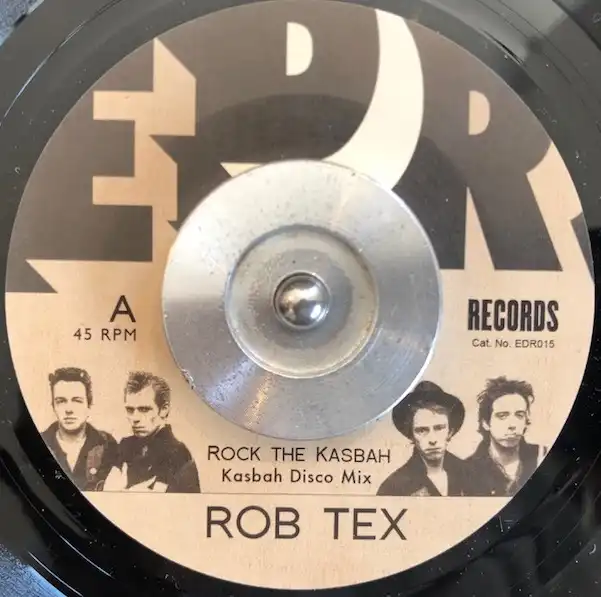 EDR
A
45 RPM
RECORDS
Cat. No. EDR015
ROCK THE KASBAH
Kasbah Disco Mix
ROB TEX